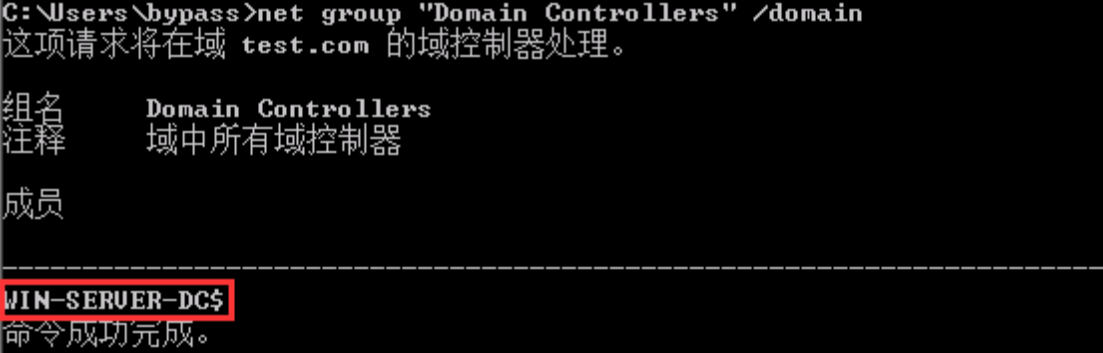 C:\Users\bypass>net group "Domain Controllers" /domain
这项请求将在域 test.com 的域控制器处理。
组名 Domain Controllers
注释 域中所有域控制器
成员
-------------------------------------------------------------------------------
WIN-SERVER-DC$
命令成功完成。